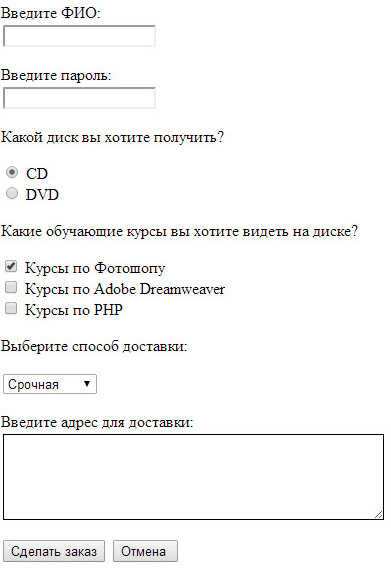 Введите ФИО:
Введите пароль:
Какой диск вы хотите получить?
CD
DVD
Какие обучающие курсы вы хотите видеть на диске?
Курсы по Фотошопу
Курсы по Adobe Dreamweaver
Курсы по PHP
Выберите способ доставки:
Срочная
Введите адрес для доставки:
Сделать заказ Отмена